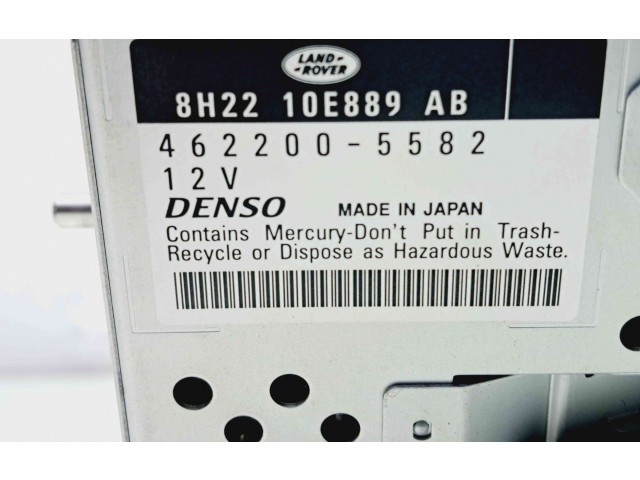 LAND-
-ROVER
8H22 10E889 AB
462200-5582
12V
DENSO MADE IN JAPAN
Contains Mercury-Don't Put in Trash-
Recycle or Dispose as Hazardous Waste.